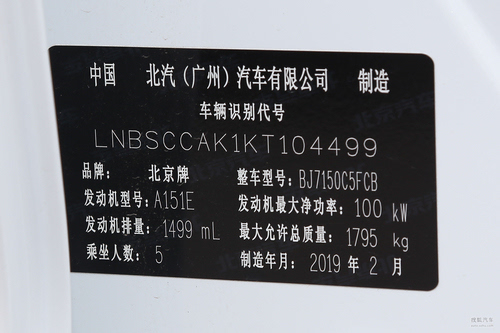 中国 北汽（广州）汽车有限公司 制造
车辆识别代号
LNBSCCAK1KT104499
品牌：北京牌 整车型号：BJ7150C5FCB
发动机型号：A151E 发动机最大净功率：100 kW
发动机排量：1499 mL 最大允许总质量：1795 kg
乘坐人数：5 制造年月：2019 年 2 月